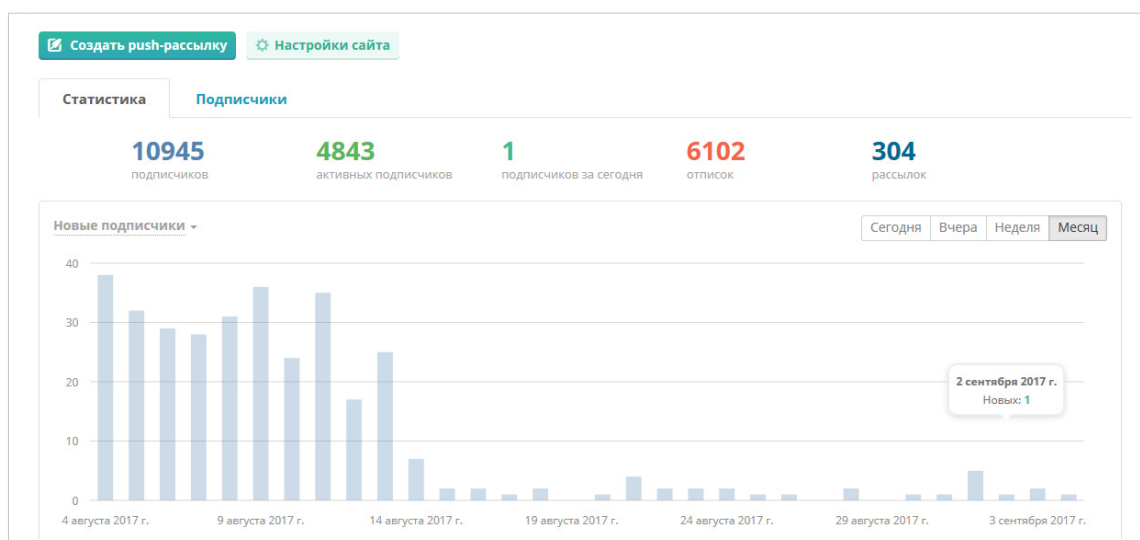 Создать push-рассылку Настройки сайта
Статистика Подписчики
10945 4843 1 6102 304
подписчиков активных подписчиков подписчиков за сегодня отписок рассылок
Новые подписчики Сегодня Вчера Неделя Месяц
40
30
20
2 сентября 2017 г.
Новых: 1
10
0
4 августа 2017 г. 9 августа 2017 г. 14 августа 2017 г. 19 августа 2017 г. 24 августа 2017 г. 29 августа 2017 г. 3 сентября 2017 г.